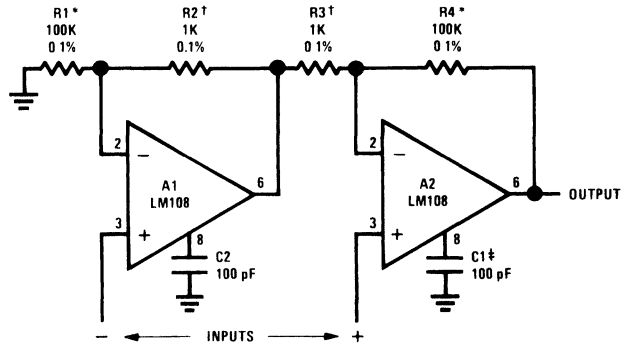 R1*
100K
0 1%
R2†
1K
0.1%
R3†
1K
0 1%
R4*
100K
0 1%
2
−
A1
LM108
6
3
+
8
C2
100 pF
2
−
A2
LM108
6
OUTPUT
3
+
8
C1‡
100 pF
− INPUTS +